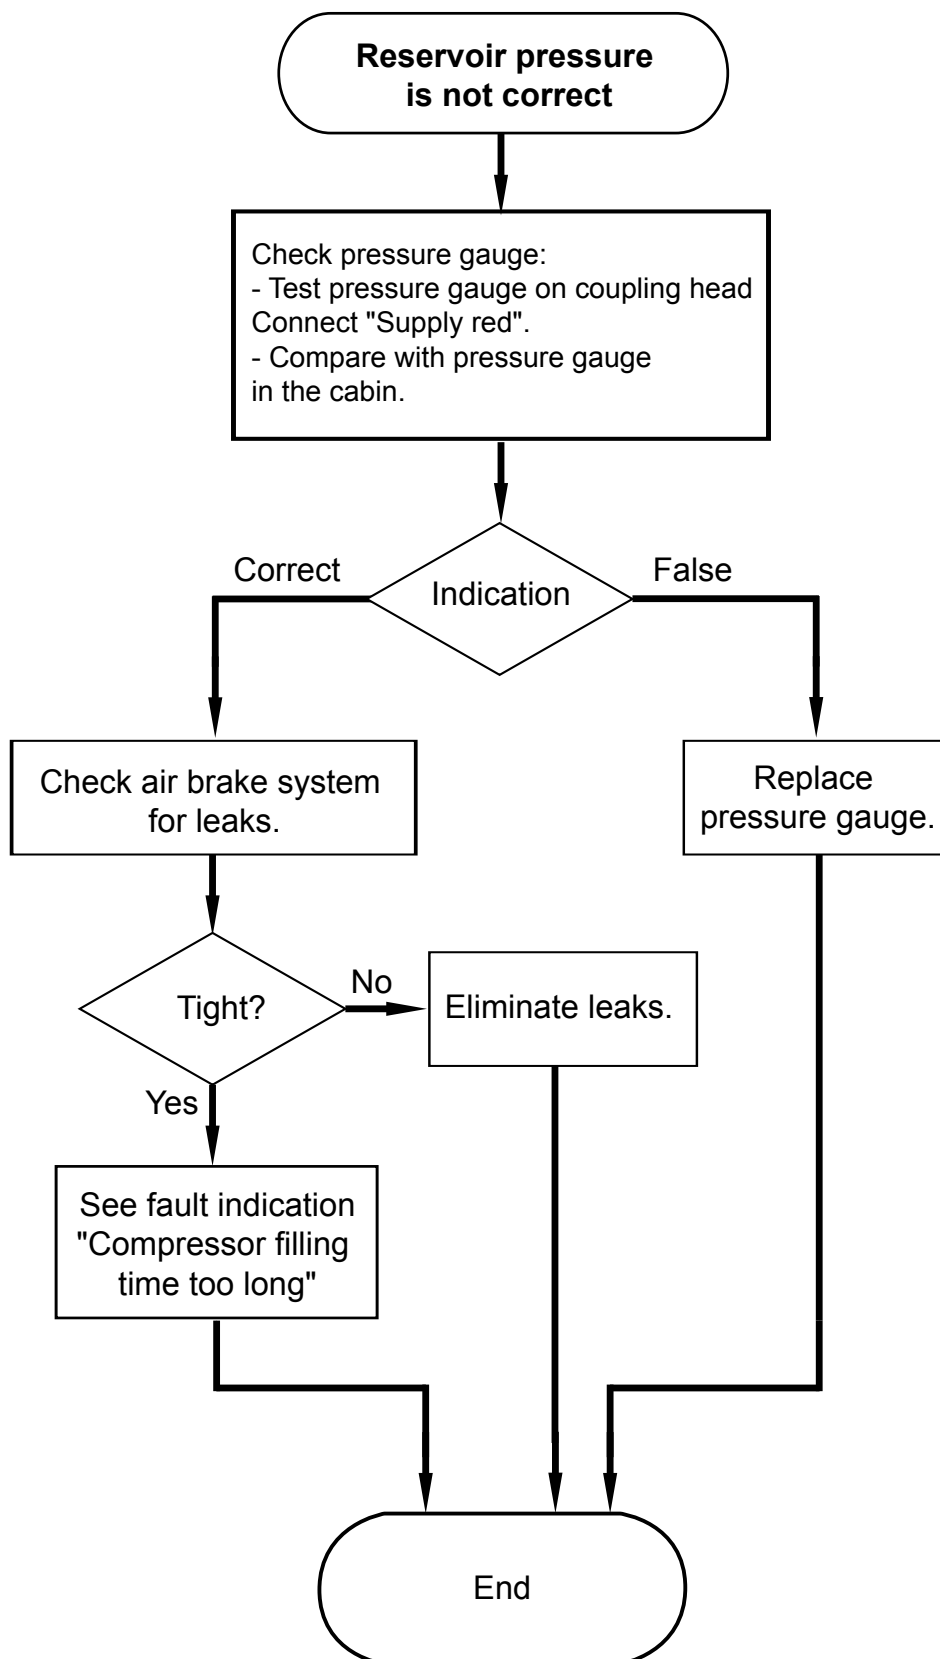 Reservoir pressure
is not correct
Check pressure gauge:
- Test pressure gauge on coupling head
Connect "Supply red".
- Compare with pressure gauge
in the cabin.
Indication
Correct
False
Check air brake system
for leaks.
Replace
pressure gauge.
Tight?
No
Eliminate leaks.
Yes
See fault indication
"Compressor filling
time too long"
End